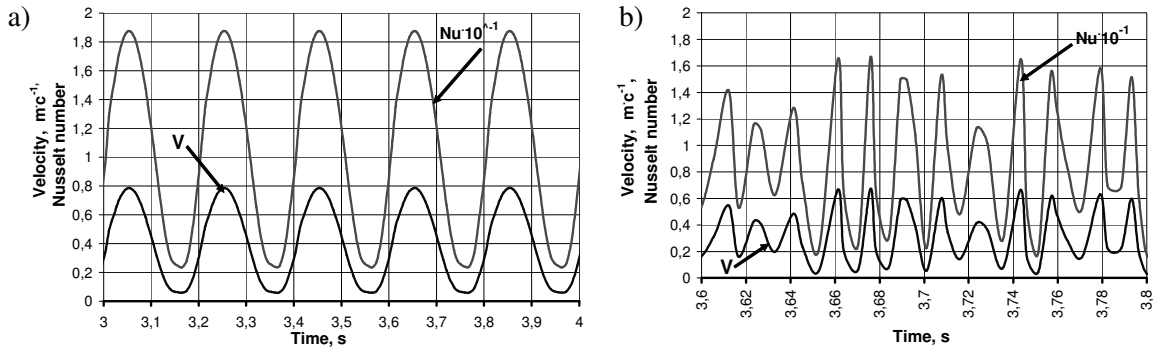 a)
Velocity, m·c-1,
Nusselt number
2
1,8
1,6
1,4
1,2
1
0,8
0,6
0,4
0,2
0
Nu·10^-1
V
3 3,1 3,2 3,3 3,4 3,5 3,6 3,7 3,8 3,9 4
Time, s
b)
Velocity, m·c-1,
Nusselt number
2
1,8
1,6
1,4
1,2
1
0,8
0,6
0,4
0,2
0
Nu·10-1
V
3,6 3,62 3,64 3,66 3,68 3,7 3,72 3,74 3,76 3,78 3,8
Time, s